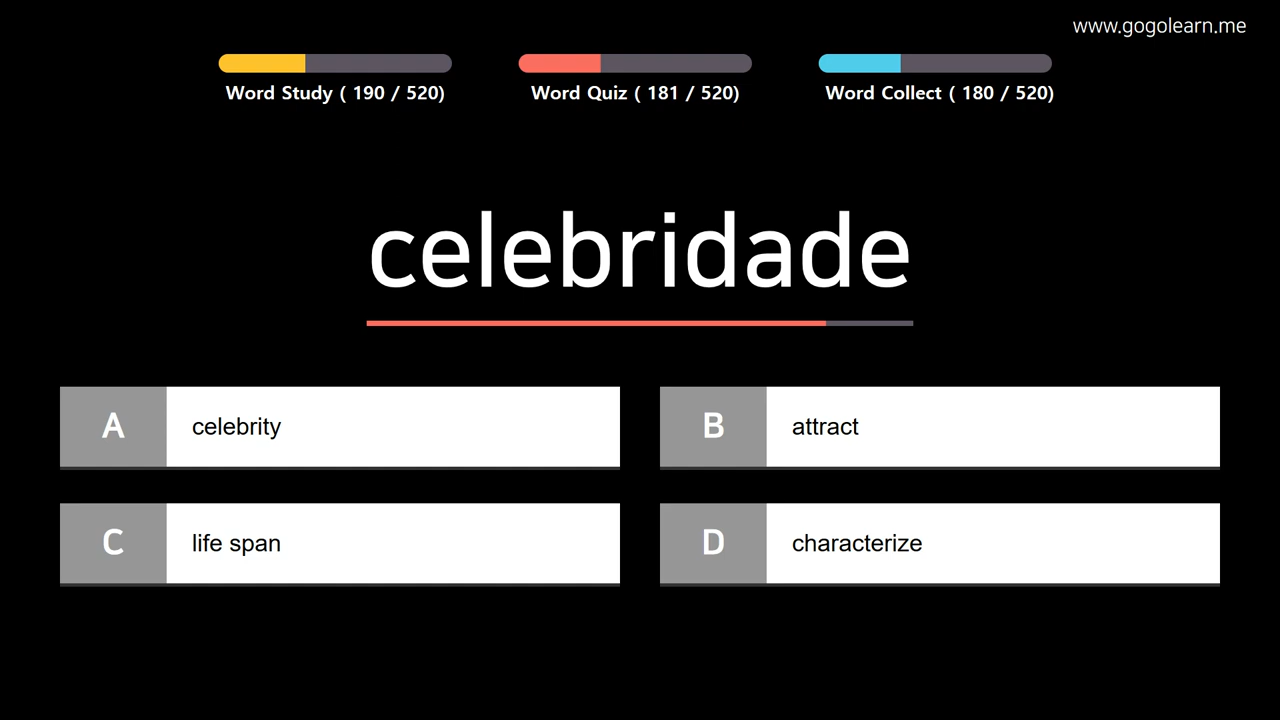 www.gogolearn.me
Word Study ( 190 / 520)
Word Quiz ( 181 / 520)
Word Collect ( 180 / 520)
celebridade
A celebrity
B attract
C life span
D characterize